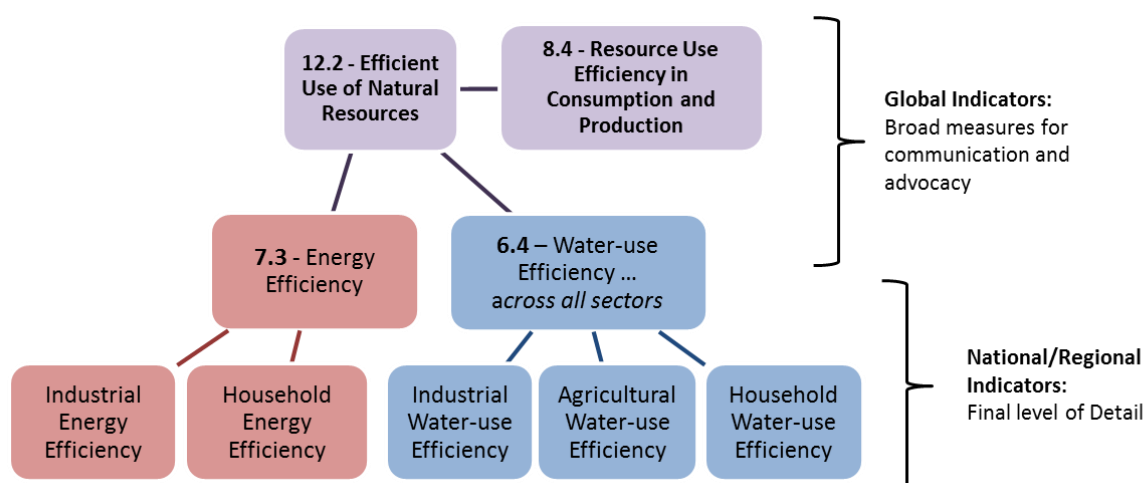 12.2 - Efficient
Use of Natural
Resources
8.4 - Resource Use
Efficiency in
Consumption and
Production
Global Indicators:
Broad measures for
communication and
advocacy
7.3 - Energy
Efficiency
6.4 – Water-use
Efficiency ...
across all sectors
National/Regional
Indicators:
Final level of Detail
Industrial
Energy
Efficiency
Household
Energy
Efficiency
Industrial
Water-use
Efficiency
Agricultural
Water-use
Efficiency
Household
Water-use
Efficiency